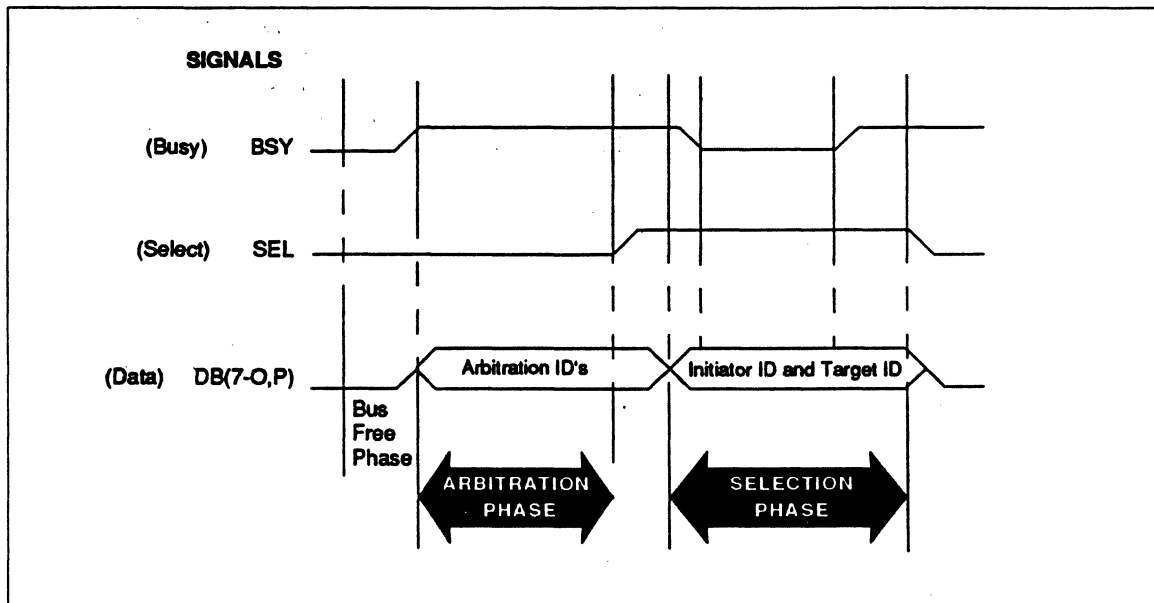 SIGNALS
(Busy) BSY
(Select) SEL
(Data) DB(7-O,P)
Arbitration ID's
Initiator ID and Target ID
Bus
Free
Phase
ARBITRATION
PHASE
SELECTION
PHASE